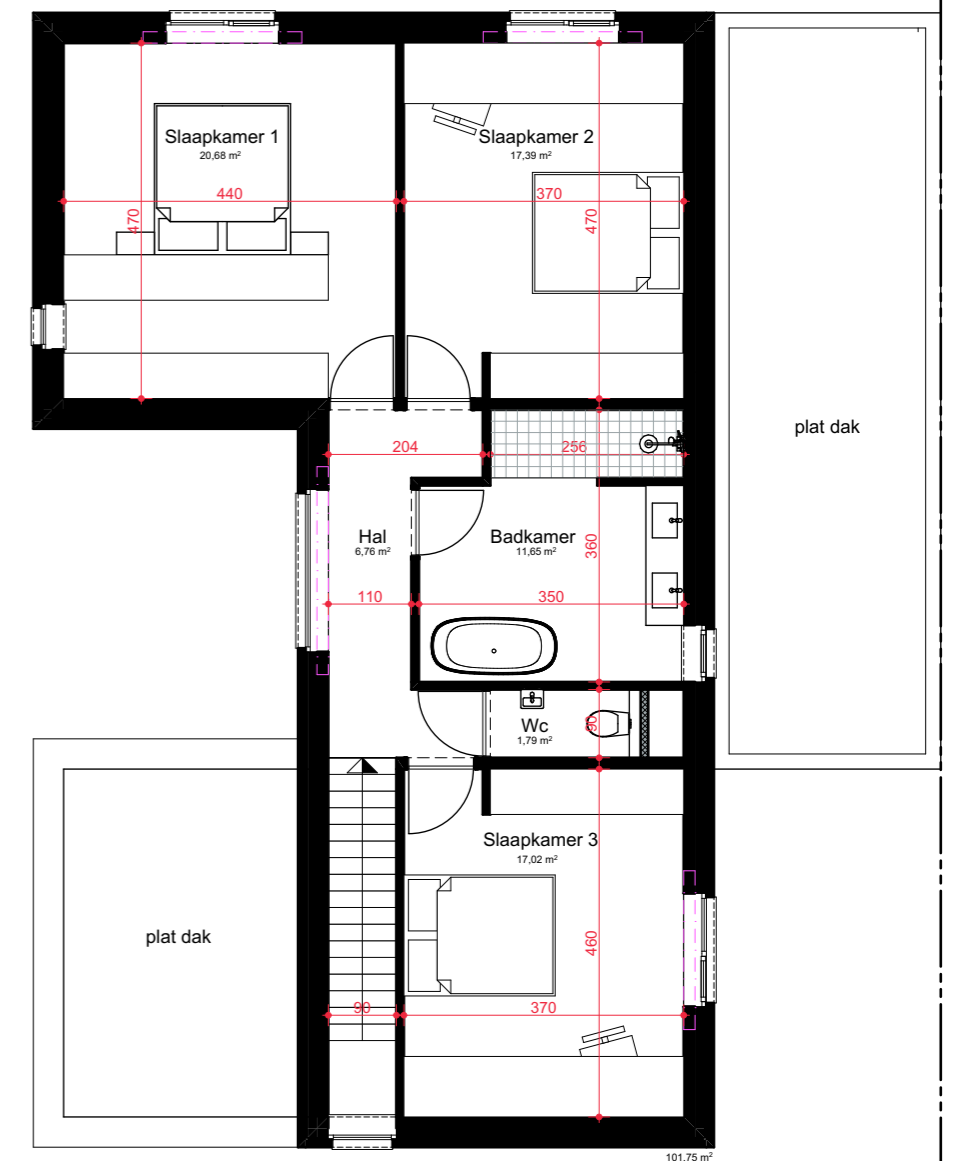 Slaapkamer 1
20,68 m²
440
470
Slaapkamer 2
17,39 m²
370
470
plat dak
204
256
Hal
6,76 m²
Badkamer
11,65 m²
360
110
350
Wc
1,79 m²
90
Slaapkamer 3
17,02 m²
plat dak
460
90
370
101,75 m²